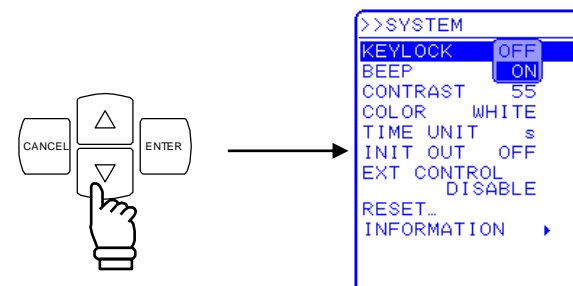 CANCEL
ENTER
>>SYSTEM
KEYLOCK OFF
BEEP ON
CONTRAST 55
COLOR WHITE
TIME UNIT s
INIT OUT OFF
EXT CONTROL
DISABLE
RESET…
INFORMATION